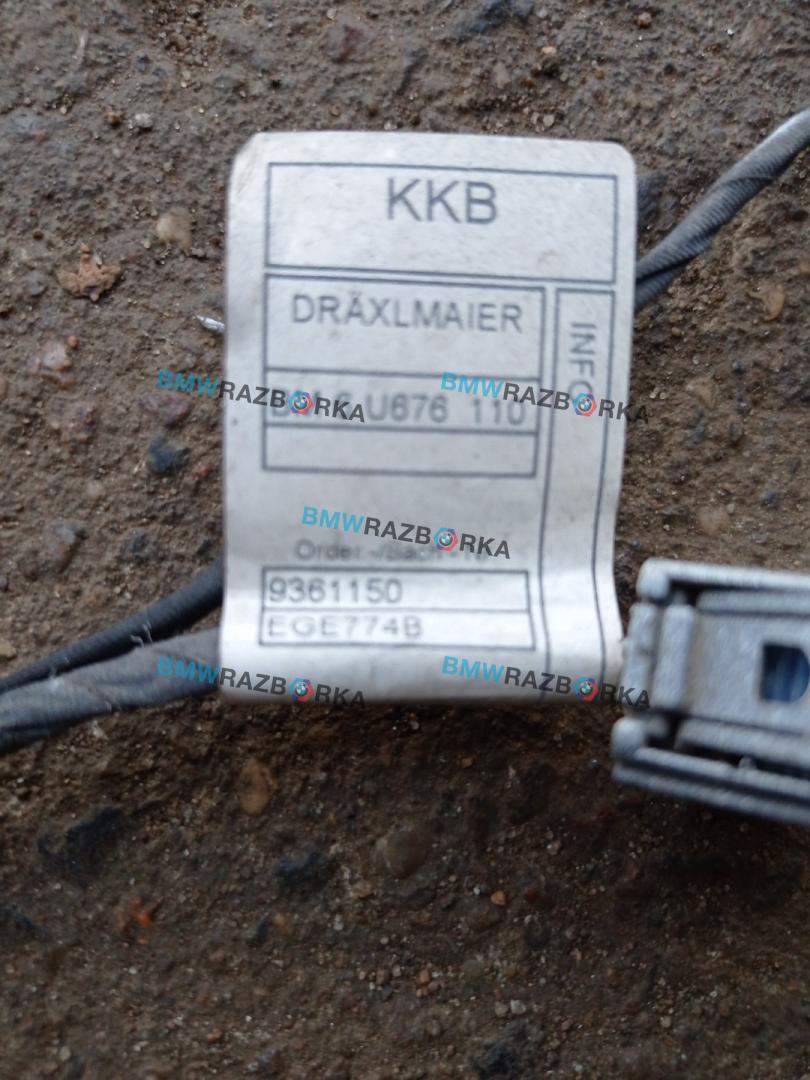 KKB
DRÄXLMAIER
INFO
U676 110
BMWRAZBORKA
BMWRAZBORKA
BMWRAZBORKA
9361150
EGE774B
BMWRAZBORKA
BMWRAZBORKA